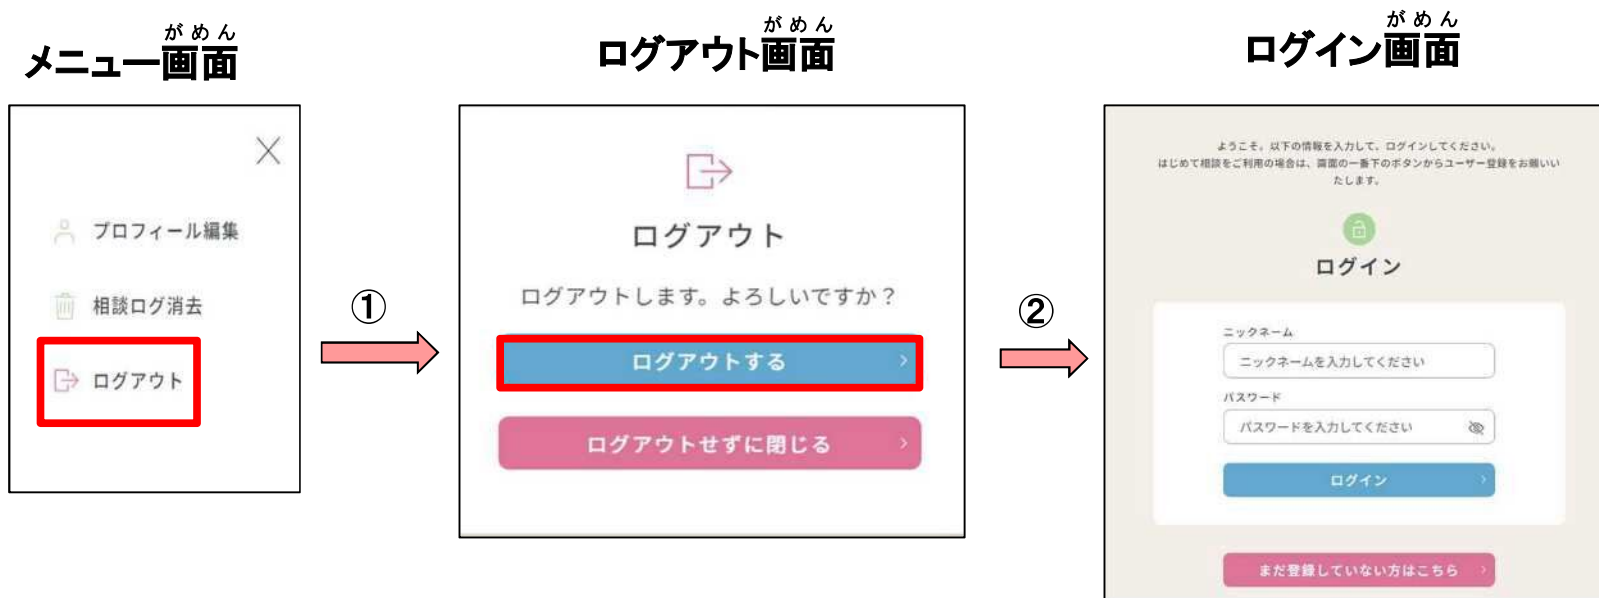 がめん
メニュー画面
プロフィール編集
相談ログ消去
ログアウト
①
がめん
ログアウト画面
ログアウト
ログアウトします。よろしいですか？
ログアウトする
ログアウトせずに閉じる
②
がめん
ログイン画面
ようこそ。以下の情報を入力して、ログインしてください。
はじめて相談をご利用の場合は、画面の一番下のボタンからユーザー登録をお願いい
たします。
ログイン
ニックネーム
ニックネームを入力してください
パスワード
パスワードを入力してください
ログイン
まだ登録していない方はこちら